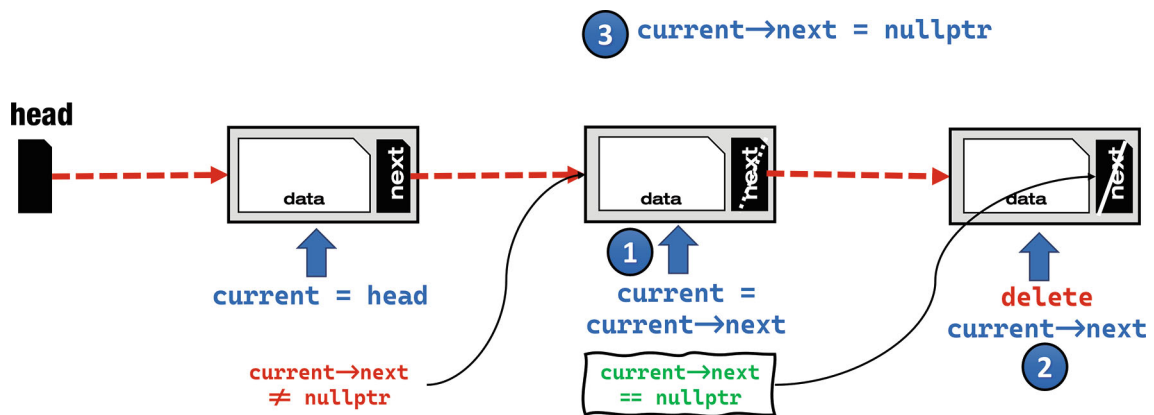 3 current→next = nullptr
head
data next
data next
data next
current = head
1
current =
current→next
delete
current→next
2
current→next
≠ nullptr
current→next
== nullptr